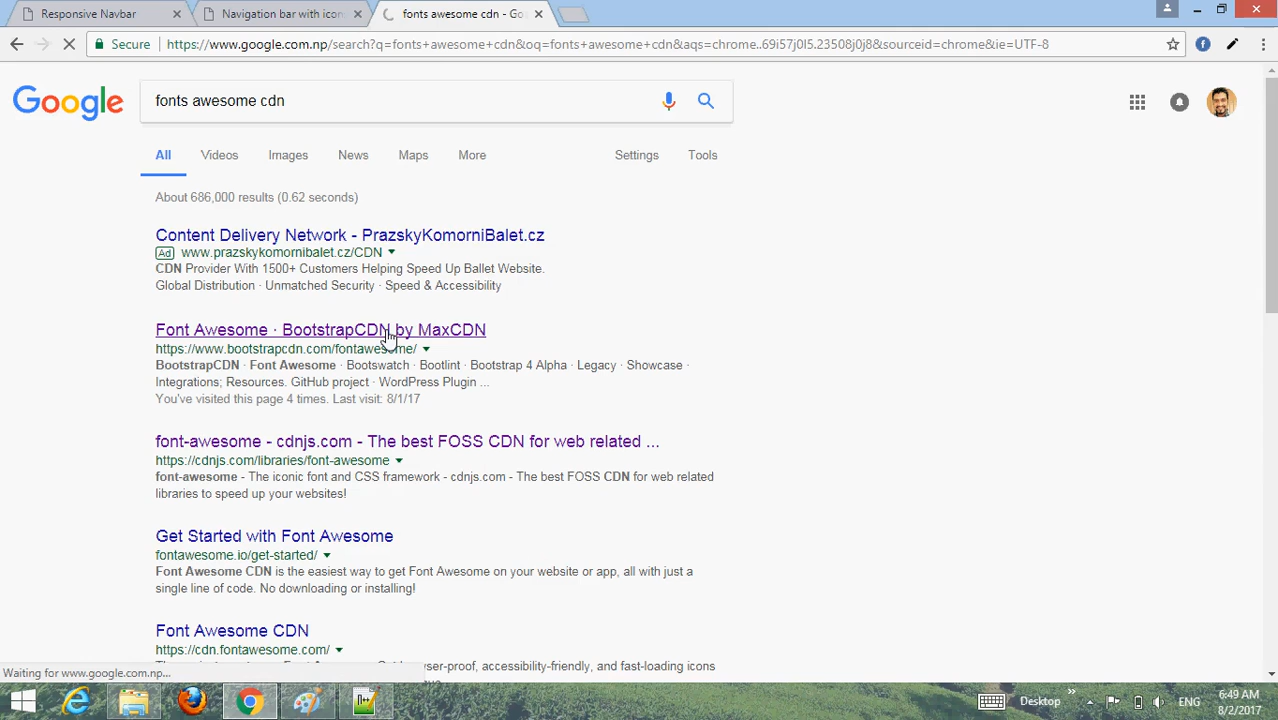 Responsive Navbar
Navigation bar with icon
fonts awesome cdn - Go
Secure
https://www.google.com.np/search?q=fonts+awesome+cdn&oq=fonts+awesome+cdn&aqs=chrome..69i57j0l5.23508j0j8&sourceid=chrome&ie=UTF-8
Google
fonts awesome cdn
All Videos Images News Maps More Settings Tools
About 686,000 results (0.62 seconds)
Content Delivery Network - PrazskyKomorniBalet.cz
Ad www.prazskykomornibalet.cz/CDN
CDN Provider With 1500+ Customers Helping Speed Up Ballet Website.
Global Distribution · Unmatched Security · Speed & Accessibility
Font Awesome · BootstrapCDN by MaxCDN
https://www.bootstrapcdn.com/fontawesome/
BootstrapCDN · Font Awesome · Bootswatch · Bootlint · Bootstrap 4 Alpha · Legacy · Showcase ·
Integrations; Resources. GitHub project · WordPress Plugin ...
You've visited this page 4 times. Last visit: 8/1/17
font-awesome - cdnjs.com - The best FOSS CDN for web related ...
https://cdnjs.com/libraries/font-awesome
font-awesome - The iconic font and CSS framework - cdnjs.com - The best FOSS CDN for web related
libraries to speed up your websites!
Get Started with Font Awesome
fontawesome.io/get-started/
Font Awesome CDN is the easiest way to get Font Awesome on your website or app, all with just a
single line of code. No downloading or installing!
Font Awesome CDN
https://cdn.fontawesome.com/
accessibility-friendly, and fast-loading icons
Waiting for www.google.com.np...
Desktop
ENG
6:49 AM
8/2/2017